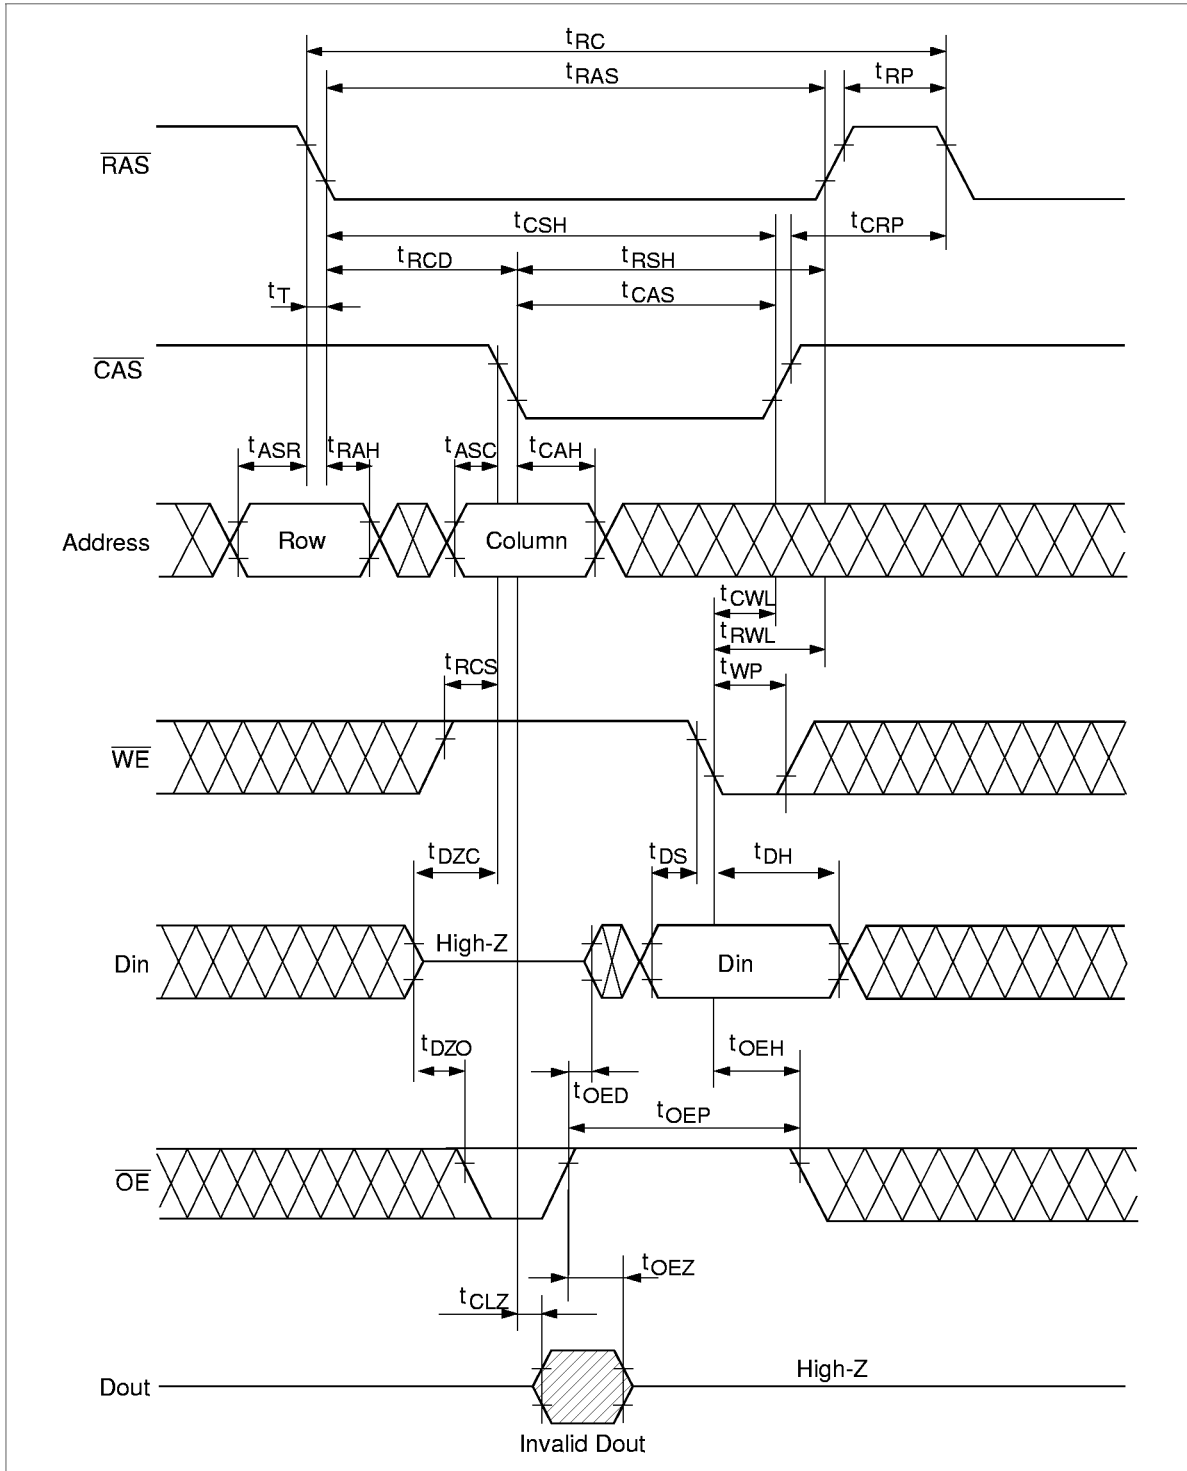 tRC
tRAS
tRP
RAS
tCSH
tCRP
tRCD
tRSH
tT
tCAS
CAS
tASR
tRAH
tASC
tCAH
Address
Row
Column
tCWL
tRWL
tRCS
tWP
WE
tDZC
tDS
tDH
High-Z
Din
Din
tDZO
tOEH
tOED
tOEP
OE
tOEZ
tCLZ
High-Z
Dout
Invalid Dout